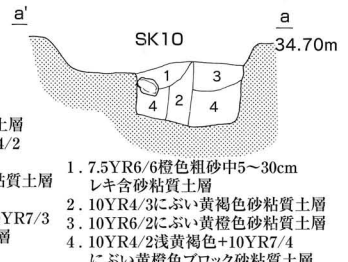 a'
a
SK10
34.70m
1 3
4 2 4
土層
4/2
粘質土層
YR7/3
層
1．7.5YR6/6橙色粗砂中5〜30cm
レキ含砂粘質土層
2．10YR4/3にぶい黄褐色砂粘質土層
3．10YR6/2にぶい黄橙色砂粘質土層
4．10YR4/2浅黄褐色+10YR7/4
にぶい黄橙色ブロック砂粘質土層